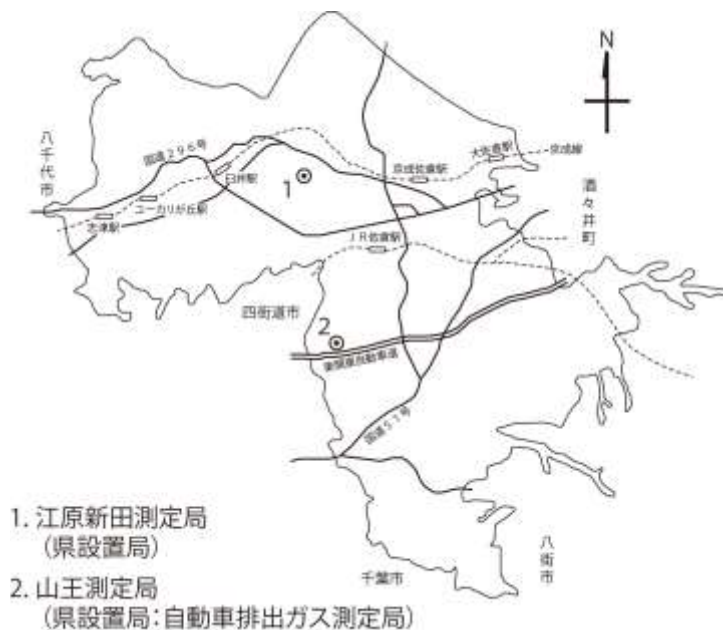 N
八千代市
国道296号
臼井駅
京成佐倉駅
大佐倉駅
京成線
酒々井町
1
ユーカリが丘駅
志津駅
JR佐倉駅
四街道市
2
東関東自動車道
国道51号
八街市
千葉市
1. 江原新田測定局
(県設置局)
2. 山王測定局
(県設置局:自動車排出ガス測定局)